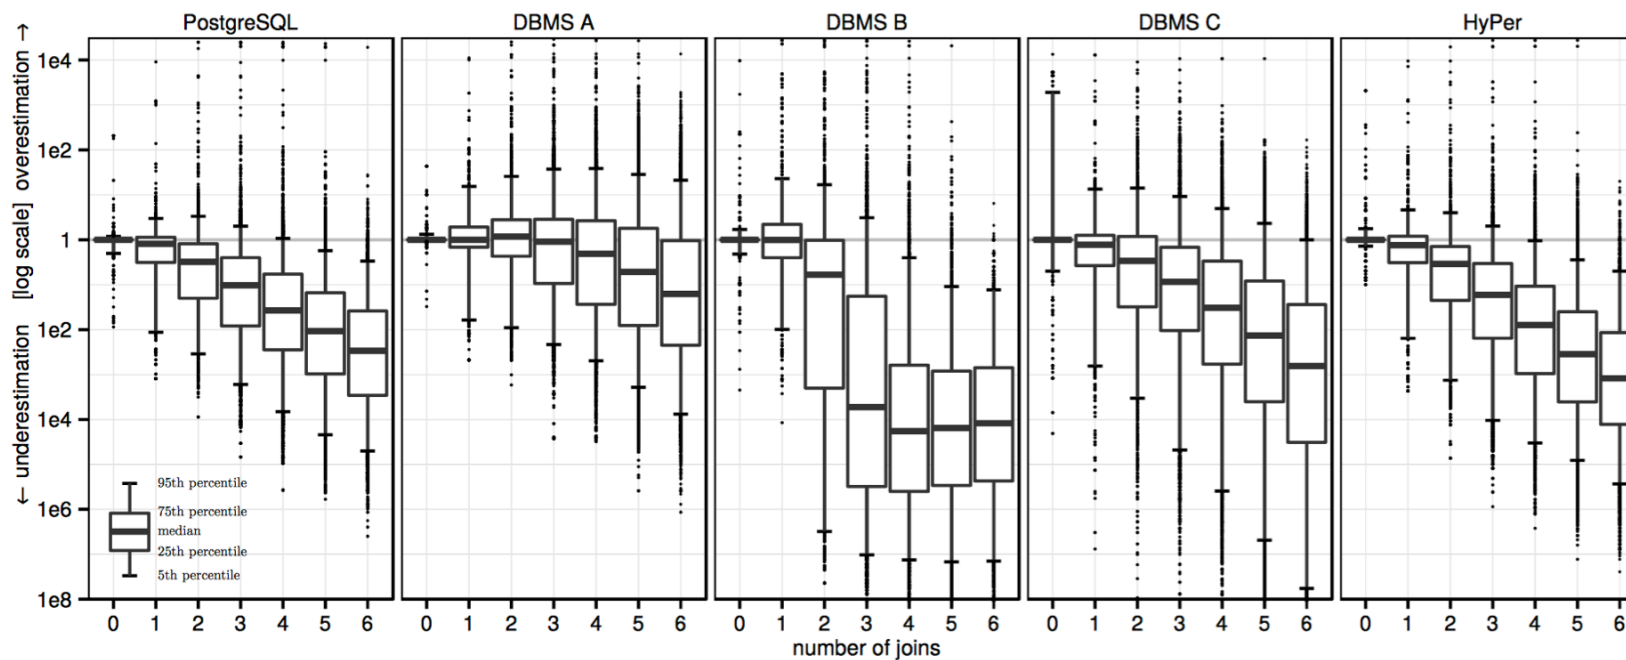 PostgreSQL DBMS A DBMS B DBMS C HyPer
← underestimation [log scale] overestimation →
1e4
1e2
1
1e2
1e4
1e6
1e8
95th percentile
75th percentile
median
25th percentile
5th percentile
0 1 2 3 4 5 6 0 1 2 3 4 5 6 0 1 2 3 4 5 6 0 1 2 3 4 5 6 0 1 2 3 4 5 6
number of joins